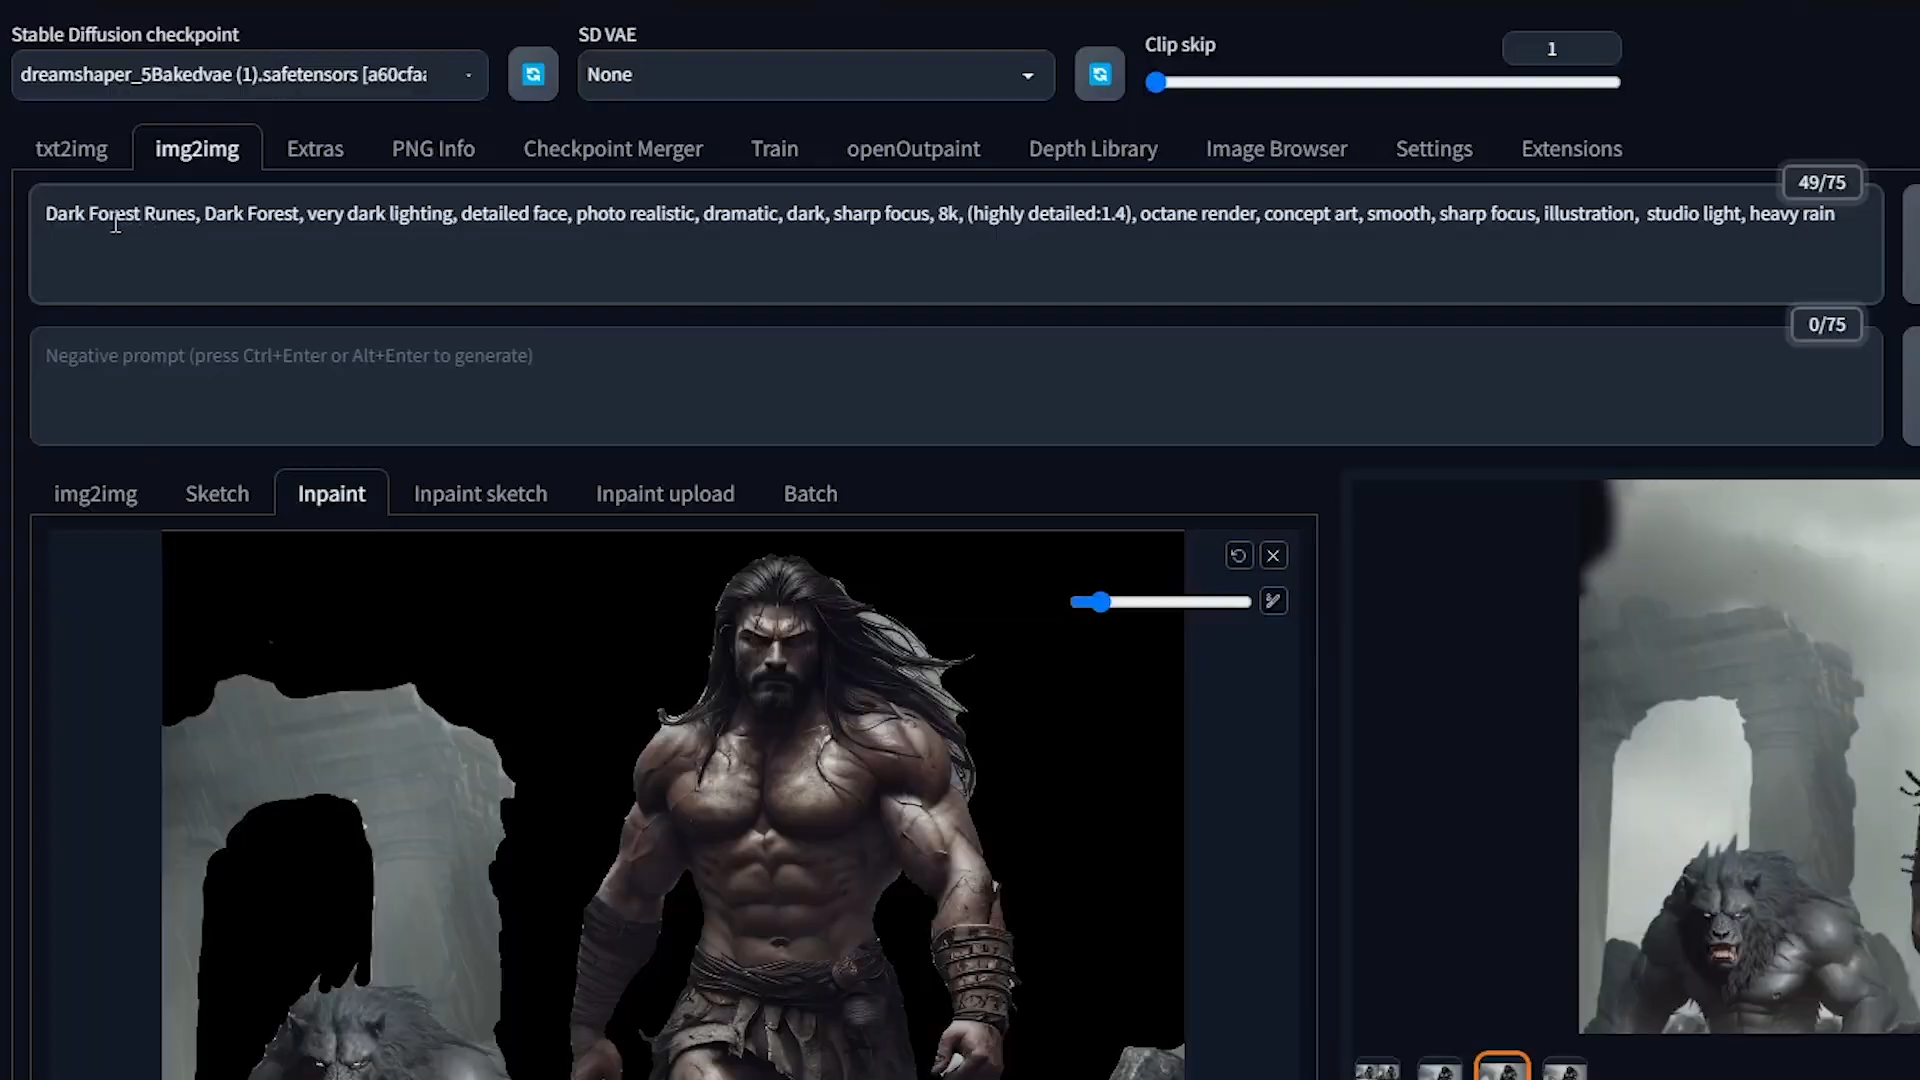 Stable Diffusion checkpoint
SD VAE
Clip skip
1
dreamshaper_5Bakedvae (1).safetensors [a60cfaa
None
txt2img
img2img
Extras
PNG Info
Checkpoint Merger
Train
openOutpaint
Depth Library
Image Browser
Settings
Extensions
49/75
Dark Forest Runes, Dark Forest, very dark lighting, detailed face, photo realistic, dramatic, dark, sharp focus, 8k, (highly detailed:1.4), octane render, concept art, smooth, sharp focus, illustration,  studio light, heavy rain
0/75
Negative prompt (press Ctrl+Enter or Alt+Enter to generate)
img2img
Sketch
Inpaint
Inpaint sketch
Inpaint upload
Batch